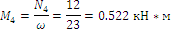 M₄ = N₄/ω = 12/23 = 0.522 кН * м